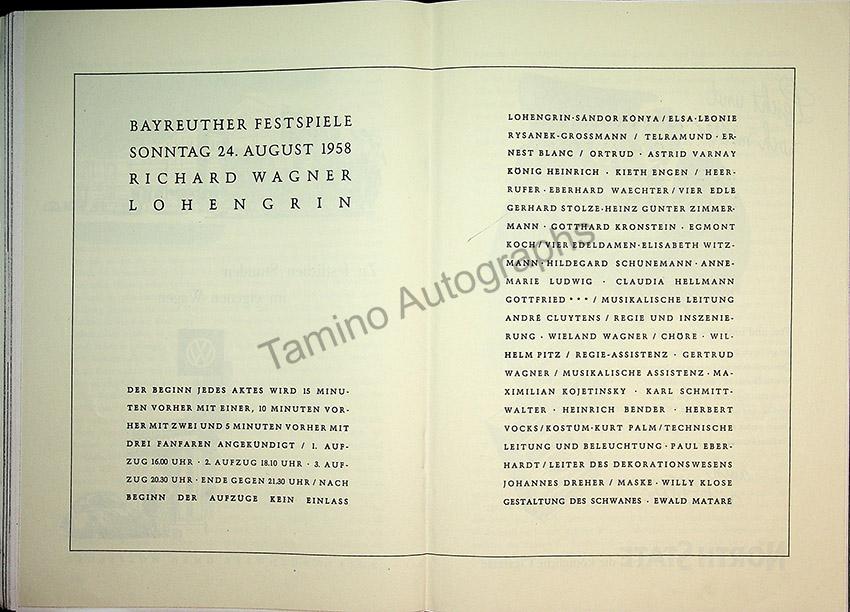 BAYREUTHER FESTSPIELE
SONNTAG 24. AUGUST 1958
RICHARD WAGNER
LOHENGRIN
DER BEGINN JEDES AKTES WIRD 15 MINU-
TEN VORHER MIT EINER, 10 MINUTEN VOR-
HER MIT ZWEI UND 5 MINUTEN VORHER MIT
DREI FANFAREN ANGEKÜNDIGT / 1. AUF-
ZUG 16.00 UHR · 2. AUFZUG 18.10 UHR · 3. AUF-
ZUG 20.30 UHR · ENDE GEGEN 21.30 UHR / NACH
BEGINN DER AUFZÜGE KEIN EINLASS
LOHENGRIN · SÁNDOR KÓNYA / ELSA · LEONIE
RYSANEK-GROSSMANN / TELRAMUND · ER-
NEST BLANC / ORTRUD · ASTRID VARNAY
KÖNIG HEINRICH · KIETH ENGEN / HEER-
RUFER · EBERHARD WAECHTER / VIER EDLE
GERHARD STOLZE · HEINZ GÜNTER ZIMMER-
MANN · GOTTHARD KRONSTEIN · EGMONT
KOCH / VIER EDELDAMEN · ELISABETH WITZ-
MANN · HILDEGARD SCHÜNEMANN · ANNE-
MARIE LUDWIG · CLAUDIA HELLMANN
GOTTFRIED * * * / MUSIKALISCHE LEITUNG
ANDRÉ CLUYTENS / REGIE UND INSZENIE-
RUNG · WIELAND WAGNER / CHÖRE · WIL-
HELM PITZ / REGIE-ASSISTENZ · GERTRUD
WAGNER / MUSIKALISCHE ASSISTENZ · MA-
XIMILIAN KOJETINSKY · KARL SCHMITT-
WALTER · HEINRICH BENDER · HERBERT
VOCKS / KOSTÜM · KURT PALM / TECHNISCHE
LEITUNG UND BELEUCHTUNG · PAUL EBER-
HARDT / LEITER DES DEKORATIONSWESENS
JOHANNES DREHER / MASKE · WILLY KLOSE
GESTALTUNG DES SCHWANES · EWALD MATARÉ
Tamino Autographs